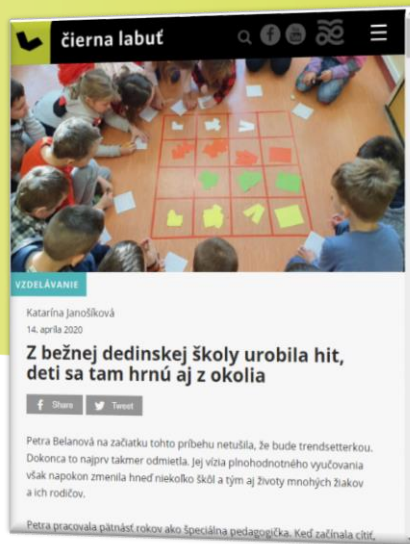 čierna labuť
VZDELÁVANIE
Katarína Janošíková
14. apríla 2020
Z bežnej dedinskej školy urobila hit,
deti sa tam hrnú aj z okolia
Share
Tweet
Petra Belanová na začiatku tohto príbehu netušila, že bude trendsetterkou.
Dokonca to najprv takmer odmietla. Jej vízia plnohodnotného vyučovania
však napokon zmenila hneď niekoľko škôl a tým aj životy mnohých žiakov
a ich rodičov.
Petra pracovala pätnásť rokov ako špeciálna pedagogička. Keď začínala cítiť,